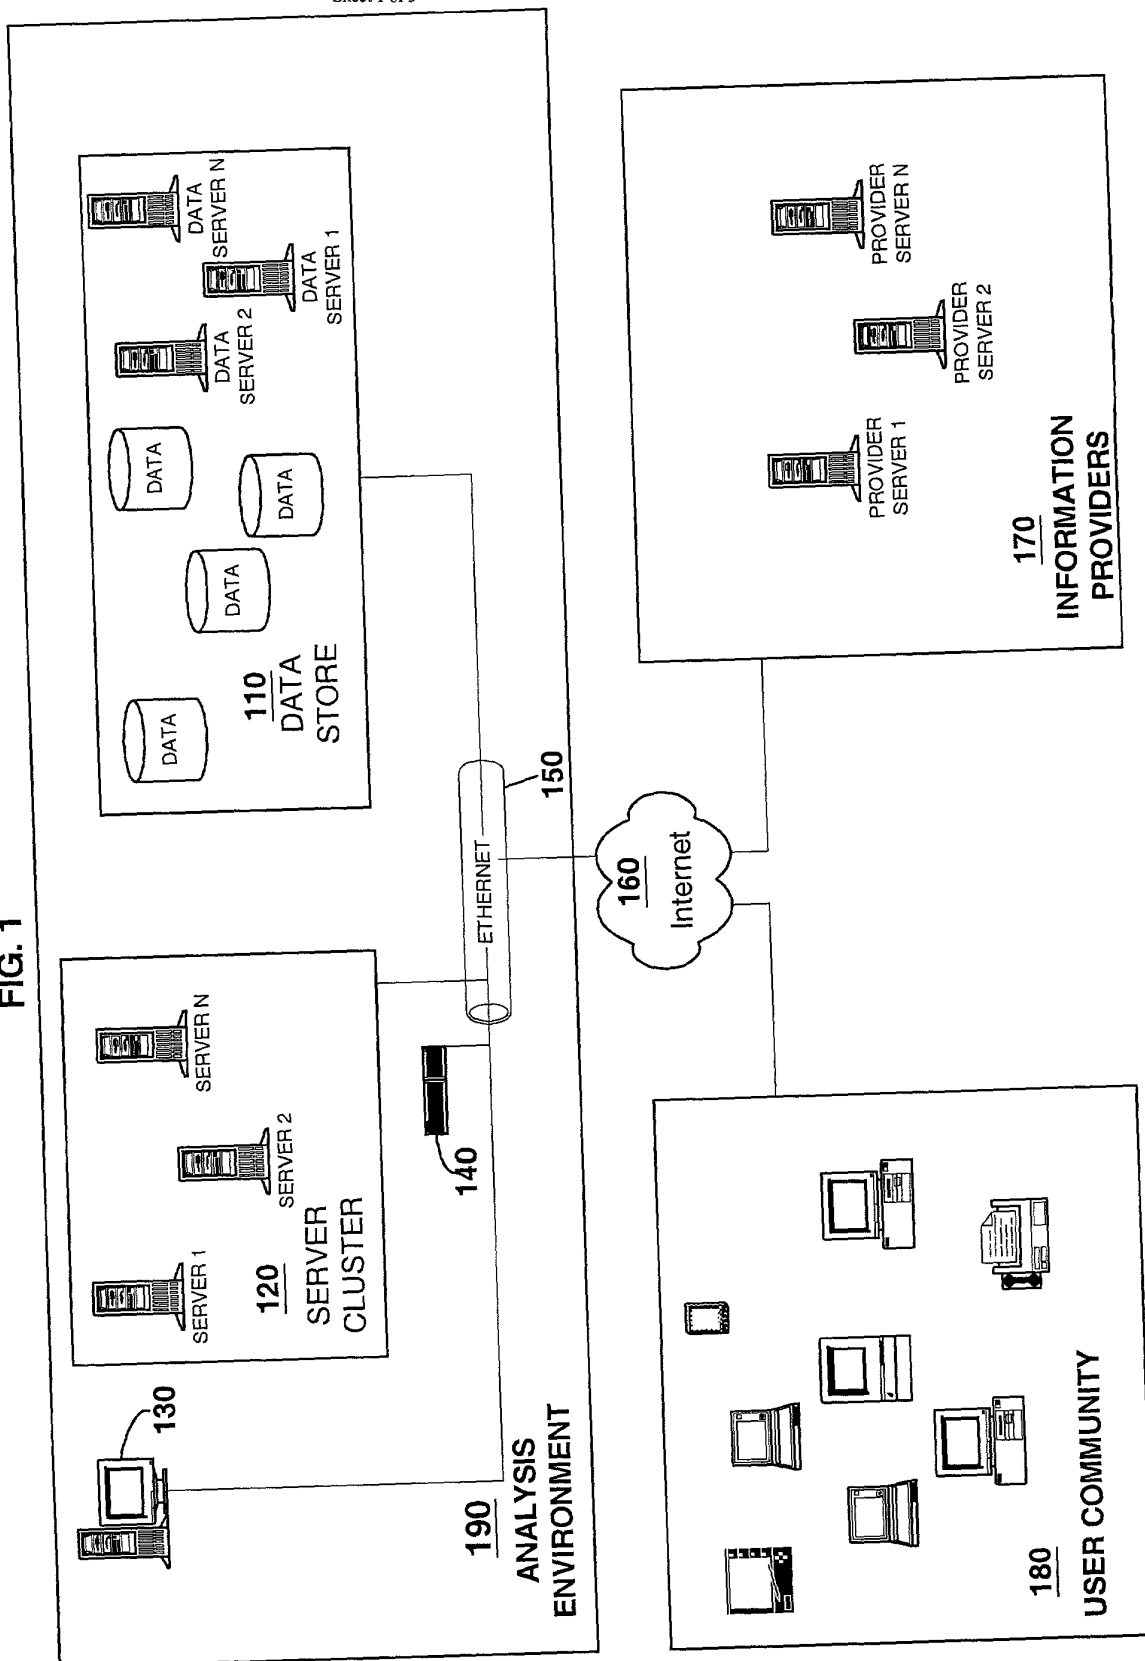 FIG. 1
130
SERVER 1
SERVER 2
SERVER N
120
SERVER
CLUSTER
140
DATA
DATA
DATA
DATA
110
DATA
STORE
DATA
SERVER 2
DATA
SERVER 1
DATA
SERVER N
ETHERNET
150
190
ANALYSIS
ENVIRONMENT
160
Internet
180
USER COMMUNITY
PROVIDER
SERVER 1
PROVIDER
SERVER 2
PROVIDER
SERVER N
170
INFORMATION
PROVIDERS